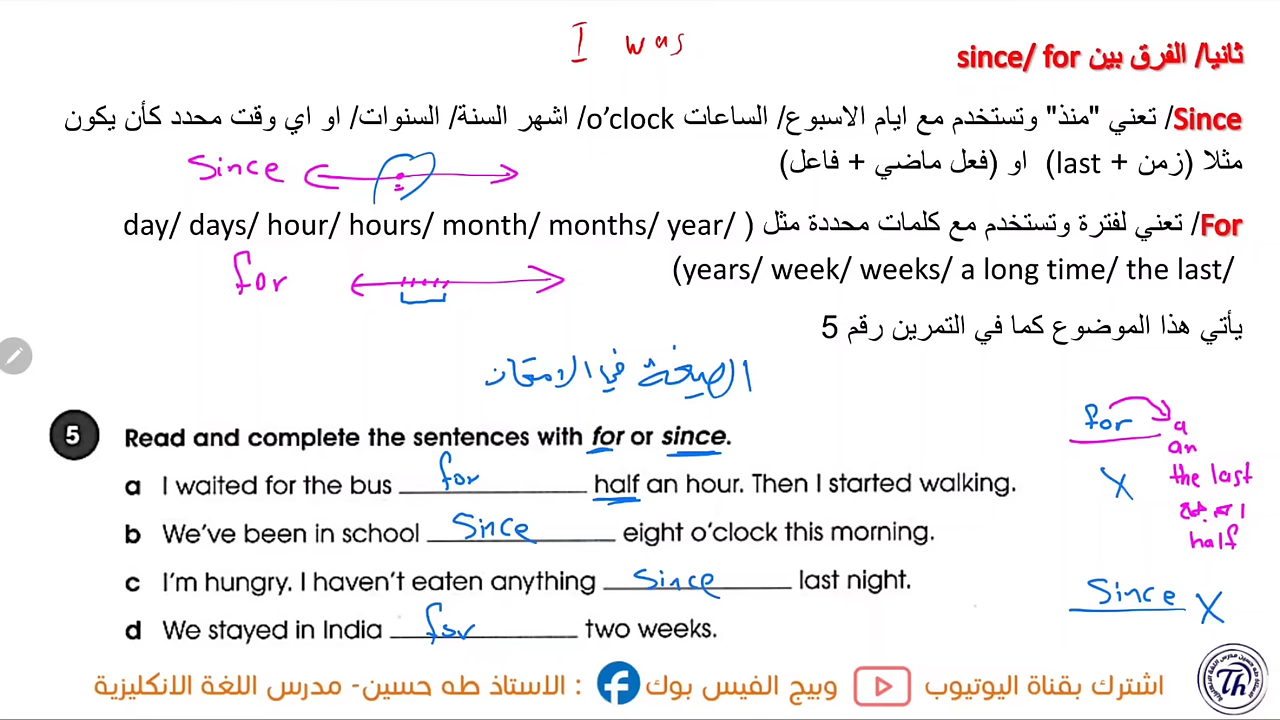 I was
ثانيا/ الفرق بين since/ for
Since/ تعني "منذ" وتستخدم مع ايام الاسبوع/ الساعات o'clock/ اشهر السنة/ السنوات/ او اي وقت محدد كأن يكون
مثلا (زمن + last) او (فعل ماضي + فاعل)
Since
For/ تعني لفترة وتستخدم مع كلمات محددة مثل ( day/ days/ hour/ hours/ month/ months/ year/
years/ week/ weeks/ a long time/ the last/)
for
يأتي هذا الموضوع كما في التمرين رقم 5
الصيغة في الامتحان
5 Read and complete the sentences with for or since.
a I waited for the bus for half an hour. Then I started walking.
b We've been in school Since eight o'clock this morning.
c I'm hungry. I haven't eaten anything Since last night.
d We stayed in India for two weeks.
for a
an
X the last
half
Since X
اشترك بقناة اليوتيوب وبيج الفيس بوك : الاستاذ طه حسين- مدرس اللغة الانكليزية
Th